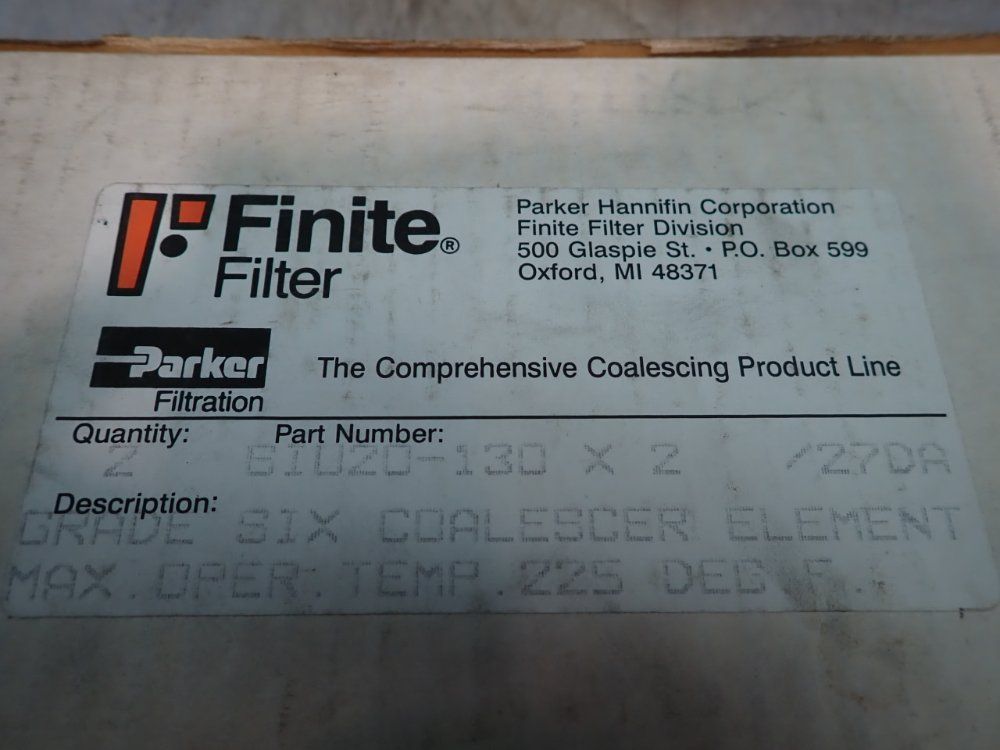 Finite®
Filter
Parker Hannifin Corporation
Finite Filter Division
500 Glaspie St. • P.O. Box 599
Oxford, MI 48371
Parker
Filtration
The Comprehensive Coalescing Product Line
Quantity: Part Number:
2 6IU20-130 X 2 /27DA
Description:
GRADE SIX COALESCER ELEMENT
MAX.OPER.TEMP.225 DEG F.